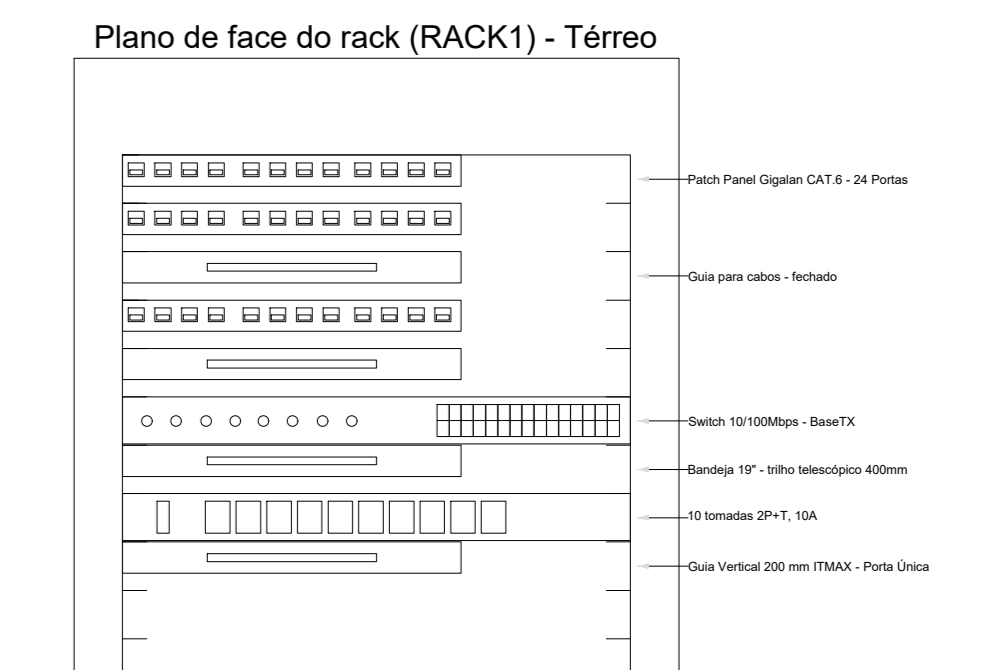 Plano de face do rack (RACK1) - Térreo
Patch Panel Gigalan CAT.6 - 24 Portas
Guia para cabos - fechado
Switch 10/100Mbps - BaseTX
Bandeja 19" - trilho telescópico 400mm
10 tomadas 2P+T, 10A
Guia Vertical 200 mm ITMAX - Porta Única